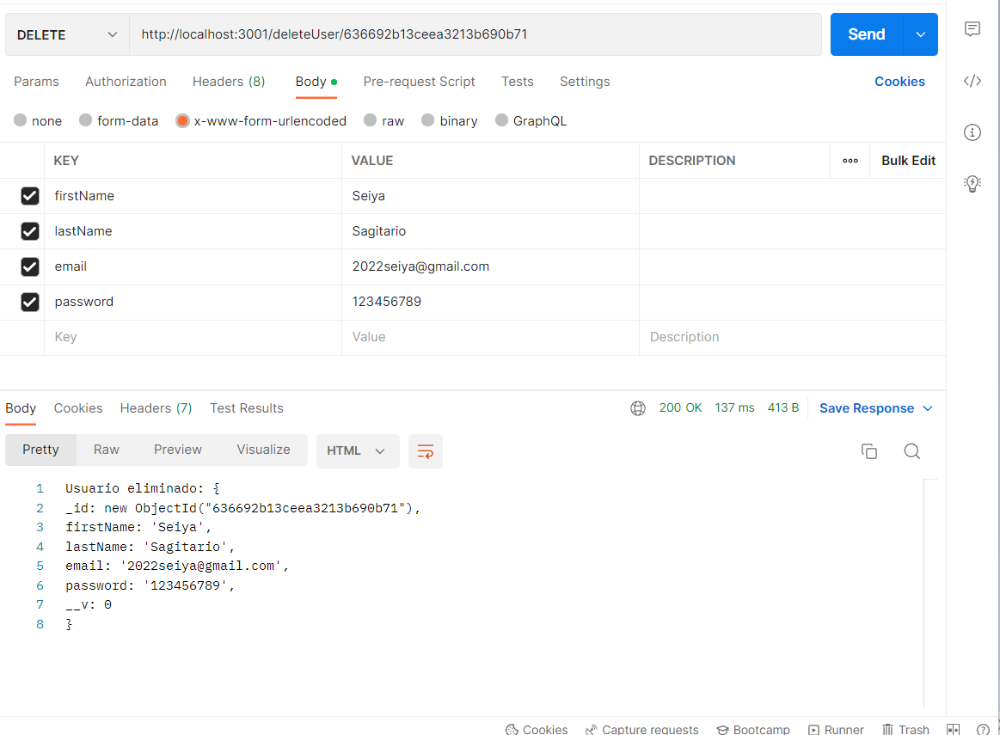 DELETE http://localhost:3001/deleteUser/636692b13ceea3213b690b71 Send
Params Authorization Headers (8) Body Pre-request Script Tests Settings Cookies
none form-data x-www-form-urlencoded raw binary GraphQL
KEY VALUE DESCRIPTION Bulk Edit
firstName Seiya
lastName Sagitario
email 2022seiya@gmail.com
password 123456789
Key Value Description
Body Cookies Headers (7) Test Results 200 OK 137 ms 413 B Save Response
Pretty Raw Preview Visualize HTML
1 Usuario eliminado: {
2 _id: new ObjectId("636692b13ceea3213b690b71"),
3 firstName: 'Seiya',
4 lastName: 'Sagitario',
5 email: '2022seiya@gmail.com',
6 password: '123456789',
7 __v: 0
8 }
Cookies Capture requests Bootcamp Runner Trash